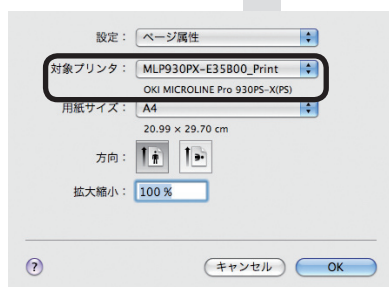 設定： ページ属性
対象プリンタ： MLP930PX-E35B00_Print
OKI MICROLINE Pro 930PS-X(PS)
用紙サイズ： A4
20.99 × 29.70 cm
方向：
拡大縮小： 100 %
? キャンセル OK